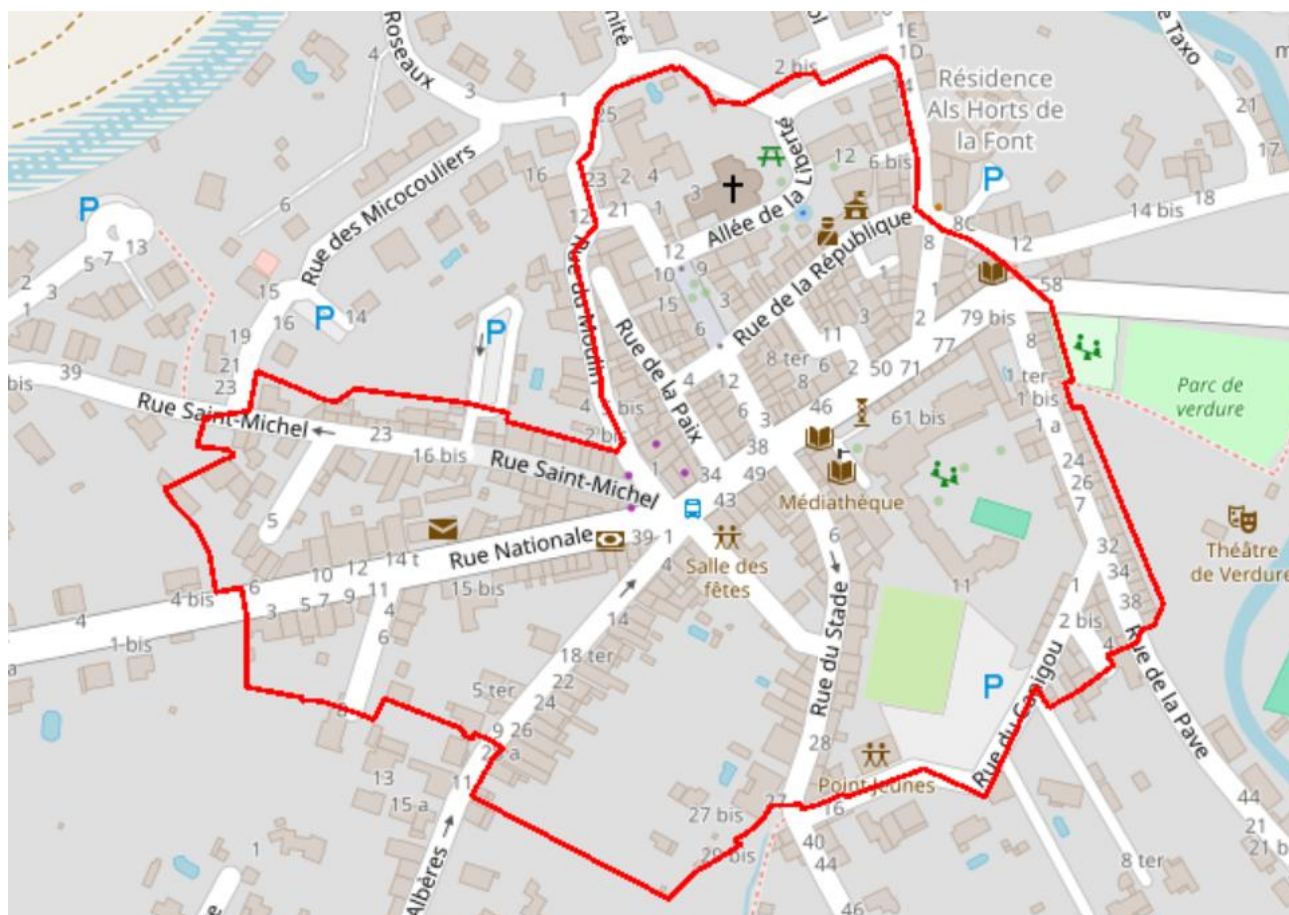 Roseaux
nité
ol
1E
1D
e Taxo
4
3
1
2 bis
14
25
Résidence
Als Horts de
la Font
21
17
16
Rue des Micocouliers
23
2
4
3
12
6 bis
Allée de la Liberté
P
18
14 bis
6
12
21
1
8C
12
8
P
13
5
7
2
3
1
12
10
9
15
3
6
Rue de la République
1
58
15
16
P
14
P
Rue du Moulin
Rue de la Paix
11
3
1
2
79 bis
8
19
21
23
39
bis
8 ter
6
8
2
50
71
77
1 ter
1 bis
Parc de
verdure
4
12
6
3
4
bis
2 bis
46
61 bis
1 a
Rue Saint-Michel
23
16 bis
Rue Saint-Michel
1
34
38
49
43
24
26
7
Médiathèque
5
Rue Nationale
39
1
4
Salle des
fêtes
6
11
32
34
38
Théâtre
de Verdure
14 t
12
10
6
4 bis
4
1 bis
a
3
5
7
9
11
15 bis
4
6
14
1
2 bis
4
18 ter
Rue du Stade
P
Rue du Canigou
Rue de la Pave
5 ter
22
24
26
9
8
a
28
Point Jeunes
13
15 a
11
27 bis
27
16
29 bis
40
44
46
44
21
21 b
8 ter
1
Albères
e